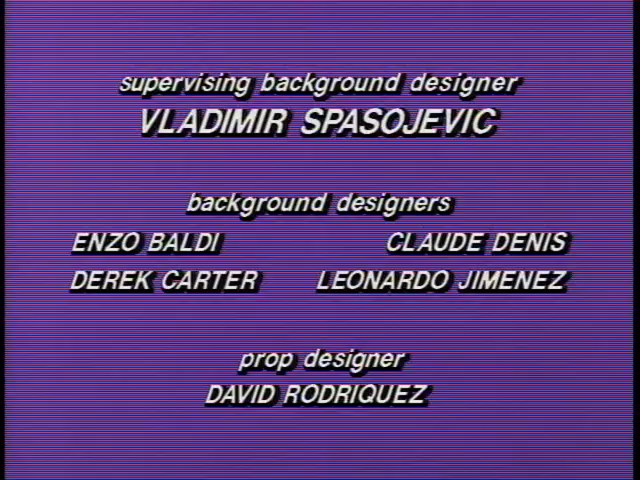 supervising background designer
VLADIMIR SPASOJEVIC
background designers
ENZO BALDI CLAUDE DENIS
DEREK CARTER LEONARDO JIMENEZ
prop designer
DAVID RODRIQUEZ